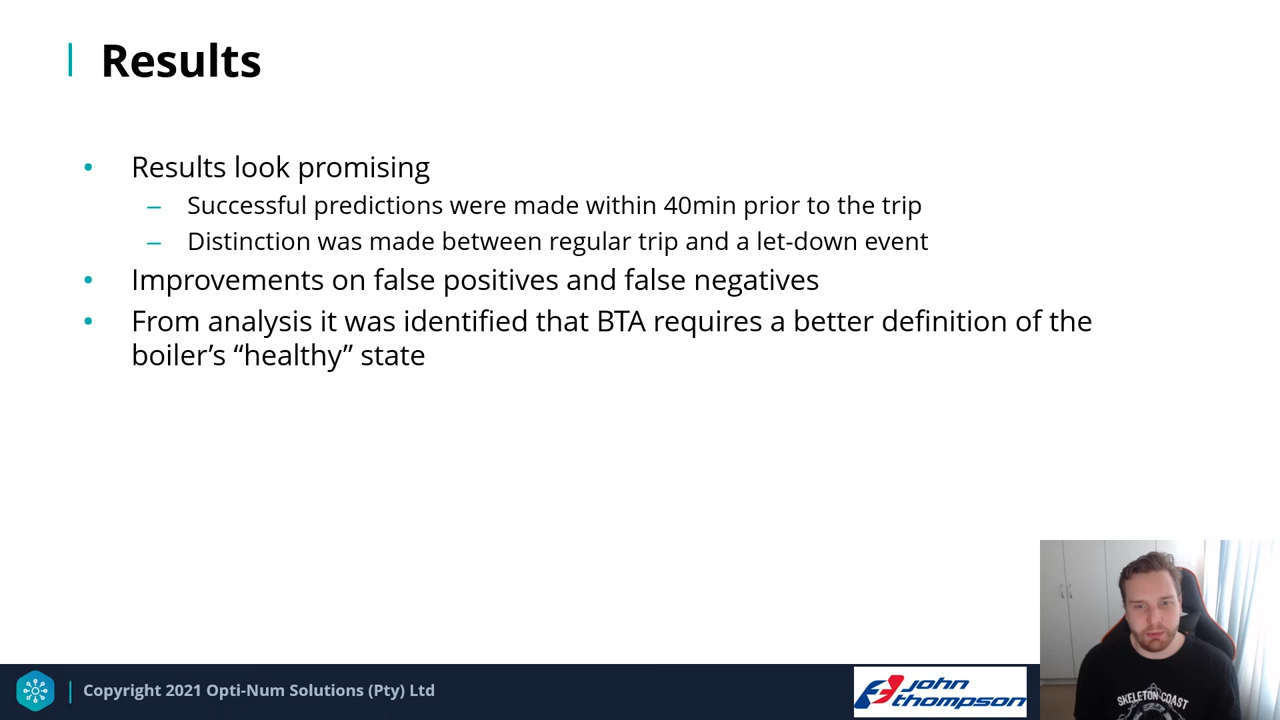 Results
• Results look promising
– Successful predictions were made within 40min prior to the trip
– Distinction was made between regular trip and a let-down event
• Improvements on false positives and false negatives
• From analysis it was identified that BTA requires a better definition of the
boiler’s “healthy” state
Copyright 2021 Opti-Num Solutions (Pty) Ltd
john
thompson
SKELETON COAST